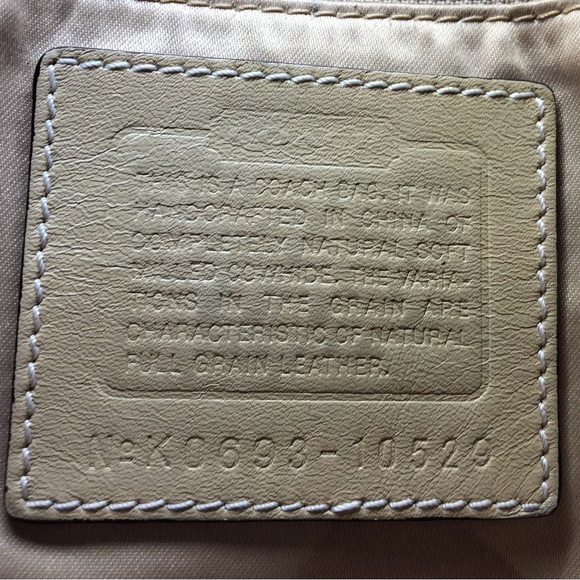 THIS IS A COACH BAG. IT WAS
HANDCRAFTED IN CHINA OF
COMPLETELY NATURAL SOFT
MILLED COWHIDE. THE VARIA-
TIONS IN THE GRAIN ARE
CHARACTERISTIC OF NATURAL
FULL GRAIN LEATHER.
No K0693-10529